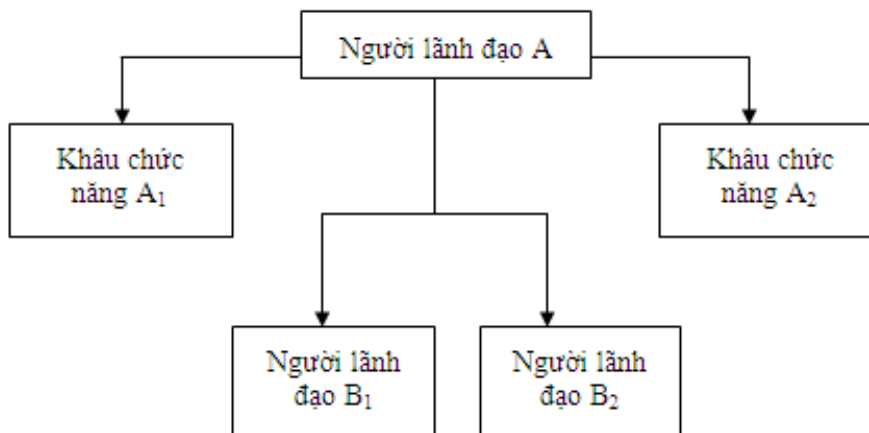 Người lãnh đạo A
Khâu chức
năng A₁
Khâu chức
năng A₂
Người lãnh
đạo B₁
Người lãnh
đạo B₂